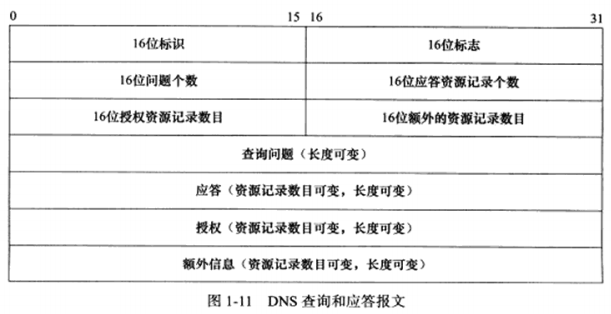 0 15 16 31
16位标识 16位标志
16位问题个数 16位应答资源记录个数
16位授权资源记录数目 16位额外的资源记录数目
查询问题（长度可变）
应答（资源记录数目可变，长度可变）
授权（资源记录数目可变，长度可变）
额外信息（资源记录数目可变，长度可变）
图 1-11 DNS 查询和应答报文